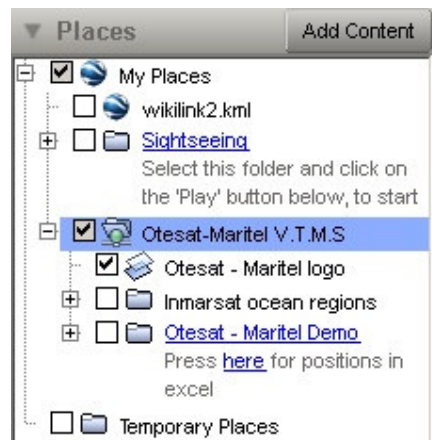 Places
Add Content
My Places
wikilink2.kml
Sightseeing
Select this folder and click on
the 'Play' button below, to start
Otesat-Maritel V.T.M.S
Otesat - Maritel logo
Inmarsat ocean regions
Otesat - Maritel Demo
Press here for positions in
excel
Temporary Places